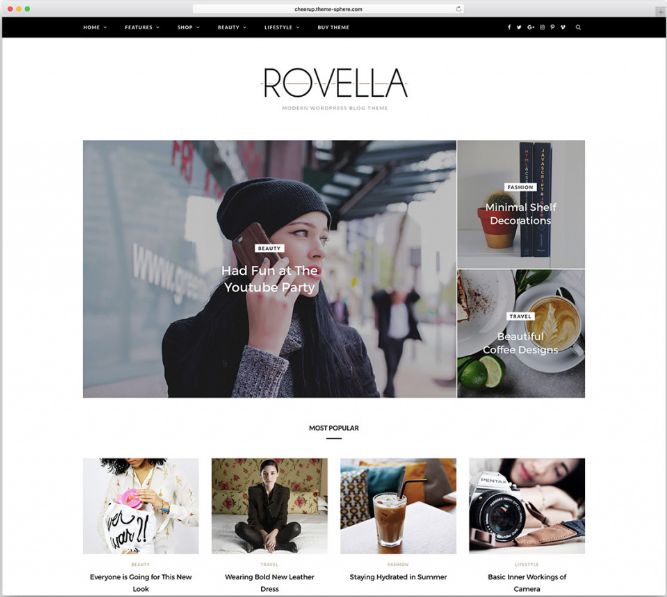 cheerup.theme-sphere.com
HOME FEATURES SHOP BEAUTY LIFESTYLE BUY THEME
ROVELLA
MODERN WORDPRESS BLOG THEME
BEAUTY
Had Fun at The
Youtube Party
FASHION
Minimal Shelf
Decorations
TRAVEL
Beautiful
Coffee Designs
MOST POPULAR
PENTAX
BEAUTY
Everyone is Going for This New
Look
TRAVEL
Wearing Bold New Leather
Dress
FASHION
Staying Hydrated in Summer
LIFESTYLE
Basic Inner Workings of
Camera